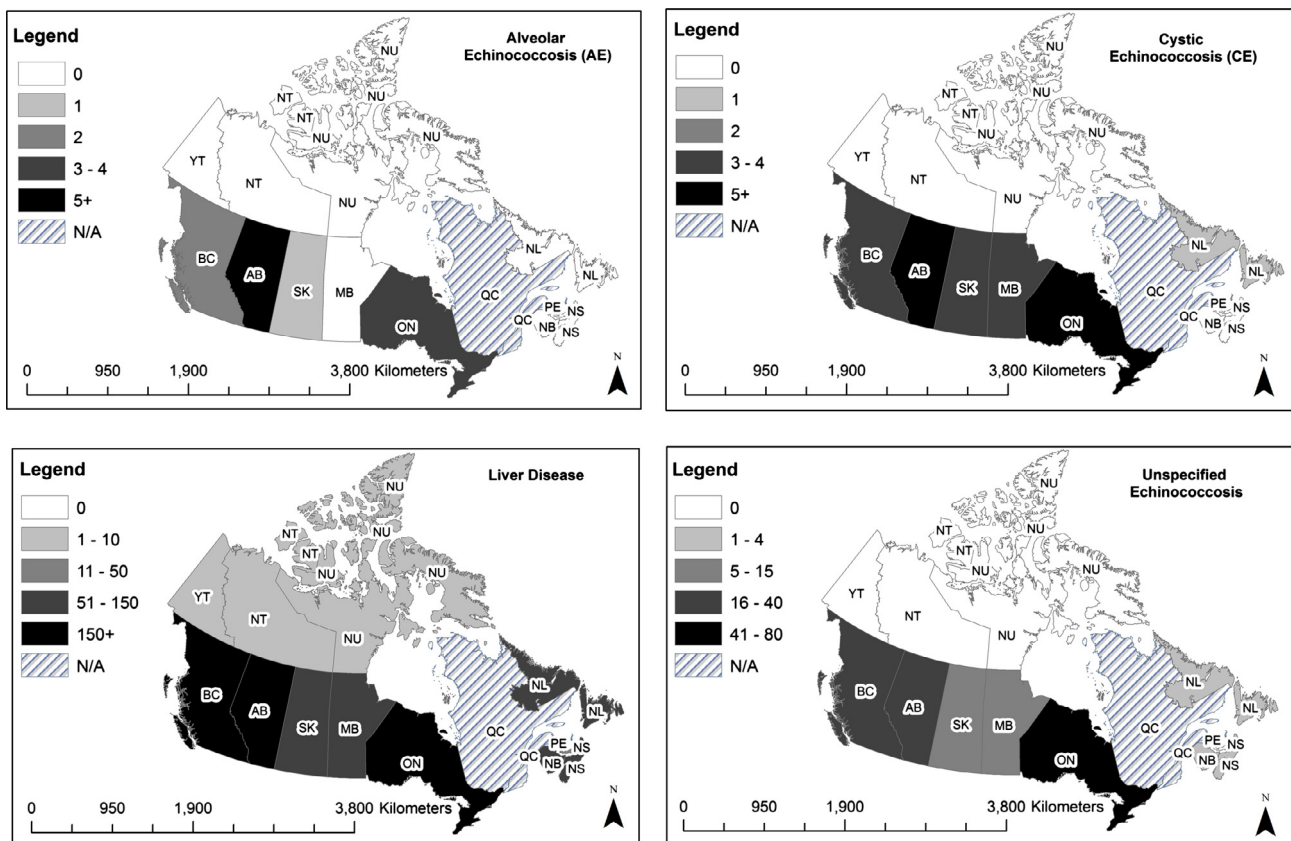 Legend
0
1
2
3 - 4
5+
N/A
Alveolar
Echinococcosis (AE)
NU
NT
NU
NT
NU
NU
YT
NT
NU
NL
NL
BC
AB
SK
MB
ON
QC
QC
PE
NS
NB
NS
N
0
950
1,900
3,800 Kilometers
Legend
0
1
2
3 - 4
5+
N/A
Cystic
Echinococcosis (CE)
NU
NT
NU
NT
NU
NU
YT
NT
NU
NL
NL
BC
AB
SK
MB
ON
QC
QC
PE
NS
NB
NS
N
0
950
1,900
3,800 Kilometers
Legend
0
1 - 10
11 - 50
51 - 150
150+
N/A
Liver Disease
NU
NT
NU
NT
NU
NU
YT
NT
NU
NL
NL
BC
AB
SK
MB
ON
QC
QC
PE
NS
NB
NS
N
0
950
1,900
3,800 Kilometers
Legend
0
1 - 4
5 - 15
16 - 40
41 - 80
N/A
Unspecified
Echinococcosis
NU
NT
NU
NT
NU
NU
YT
NT
NU
NL
NL
BC
AB
SK
MB
ON
QC
QC
PE
NS
NB
NS
N
0
950
1,900
3,800 Kilometers